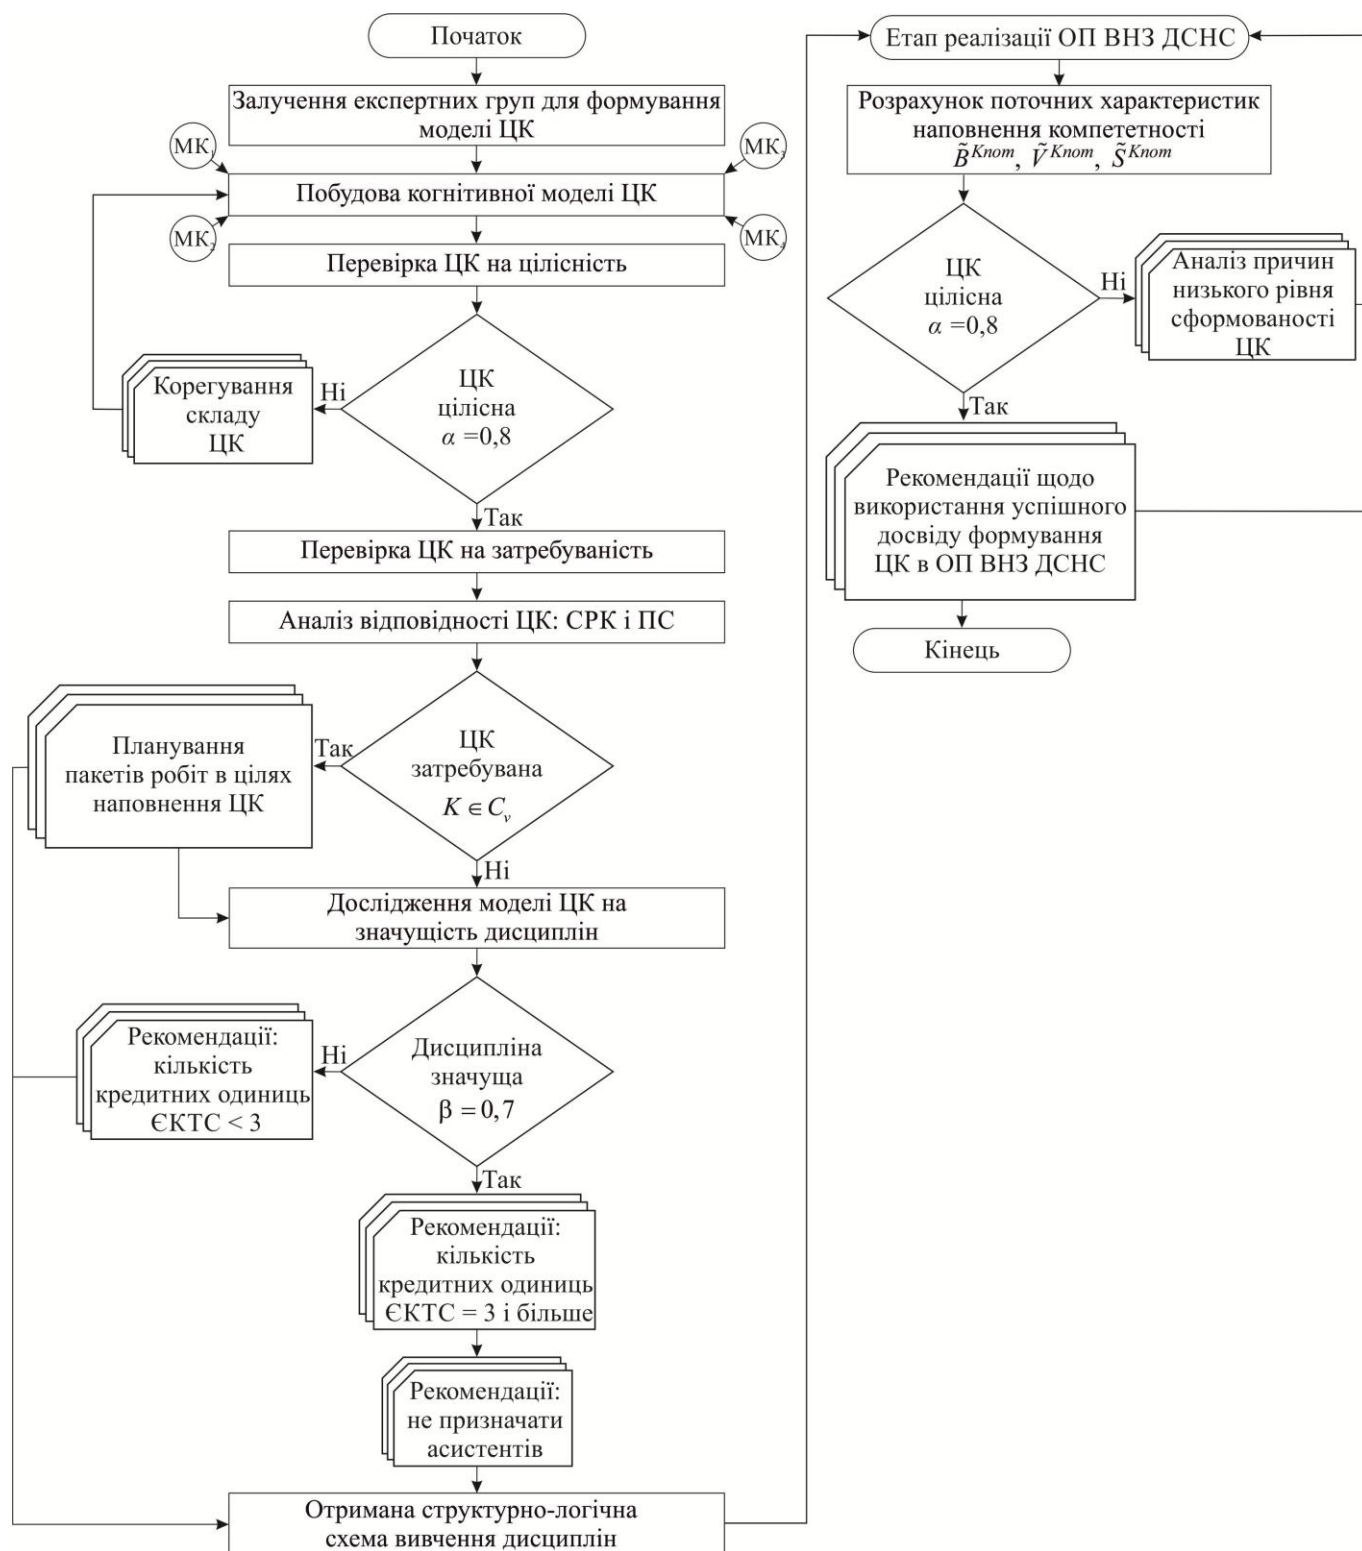 Початок
Залучення експертних груп для формування
моделі ЦК
МК₁
МК₃
Побудова когнітивної моделі ЦК
МК₂
МК₄
Перевірка ЦК на цілісність
ЦК
цілісна
α =0,8
Ні
Корегування
складу
ЦК
Так
Перевірка ЦК на затребуваність
Аналіз відповідності ЦК: СРК і ПС
ЦК
затребувана
K ∈ Cᵥ
Так
Планування
пакетів робіт в цілях
наповнення ЦК
Ні
Дослідження моделі ЦК на
значущість дисциплін
Дисципліна
значуща
β = 0,7
Ні
Рекомендації:
кількість
кредитних одиниць
ЄКТС < 3
Так
Рекомендації:
кількість
кредитних одиниць
ЄКТС = 3 і більше
Рекомендації:
не призначати
асистентів
Отримана структурно-логічна
схема вивчення дисциплін
Етап реалізації ОП ВНЗ ДСНС
Розрахунок поточних характеристик
наповнення компететності
B̃^Кпот, Ṽ^Кпот, S̃^Кпот
ЦК
цілісна
α =0,8
Ні
Аналіз причин
низького рівня
сформованості
ЦК
Так
Рекомендації щодо
використання успішного
досвіду формування
ЦК в ОП ВНЗ ДСНС
Кінець